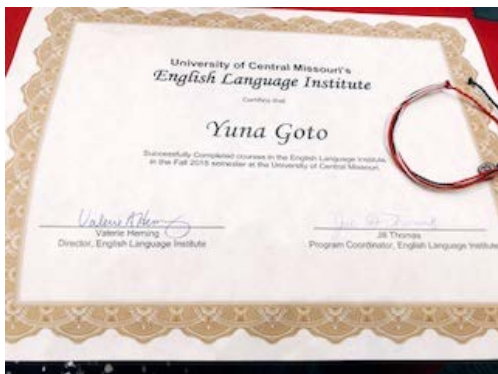 University of Central Missouri's
English Language Institute
Certifies that
Yuna Goto
Successfully Completed courses in the English Language Institute
in the Fall 2018 semester at the University of Central Missouri.
Valerie Heming
Director, English Language Institute
Jill Thomas
Program Coordinator, English Language Institute